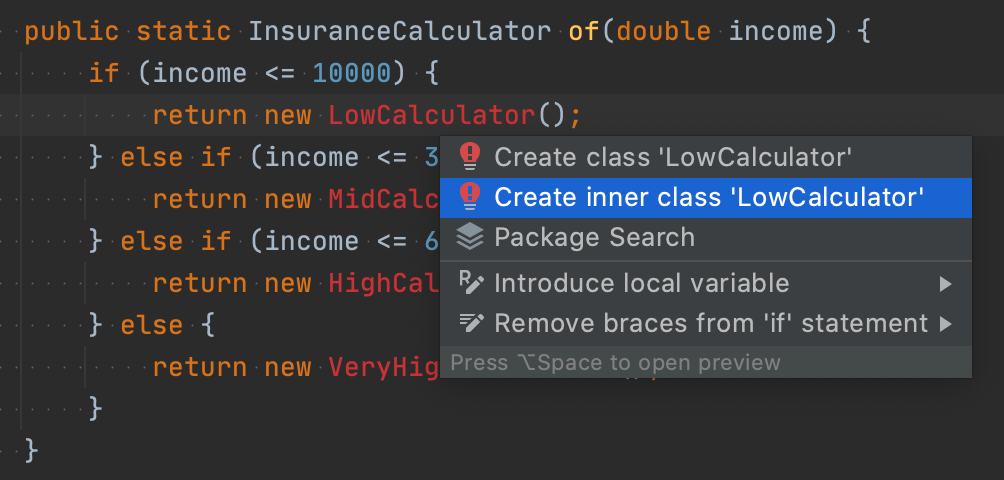 public static InsuranceCalculator of(double income) {
if (income <= 10000) {
return new LowCalculator();
Create class 'LowCalculator'
Create inner class 'LowCalculator'
Package Search
Introduce local variable
Remove braces from 'if' statement
Press ⌥Space to open preview
} else if (income <= 3
return new MidCalc
} else if (income <= 6
return new HighCal
} else {
return new VeryHig
}
}